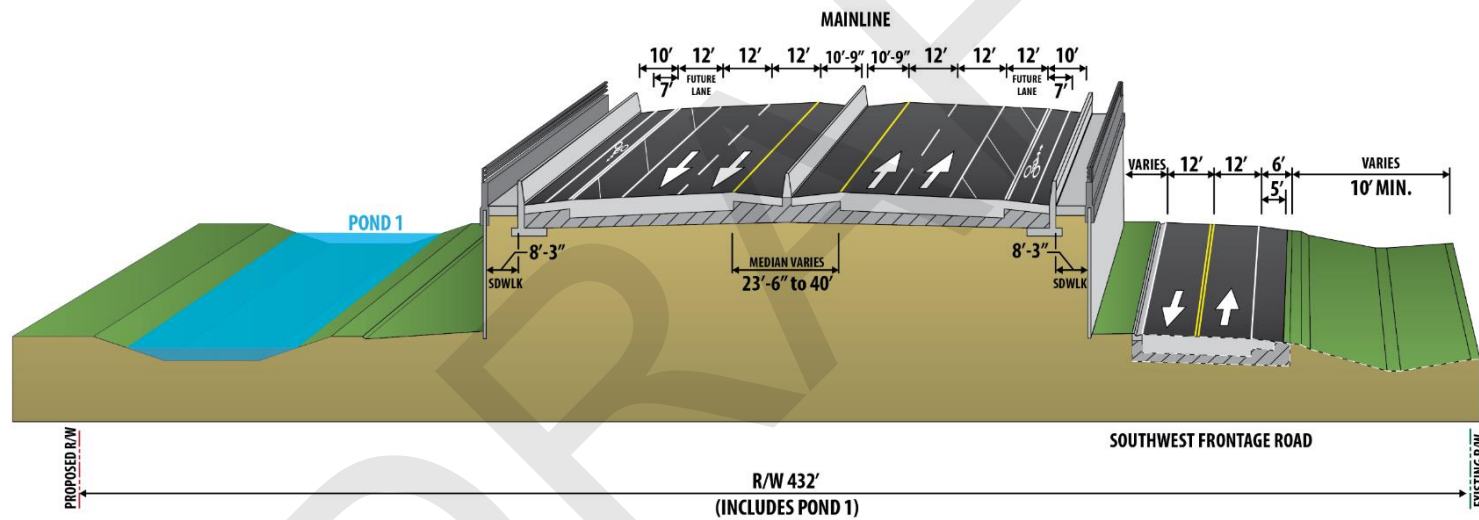 MAINLINE
10' 12' 12' 12' 10'-9" 10'-9" 12' 12' 12' 10'
7' FUTURE LANE FUTURE LANE 7'
VARIES 12' 12' 6' VARIES
5' 10' MIN.
POND 1
8'-3" 8'-3"
SDWLK MEDIAN VARIES SDWLK
23'-6" to 40'
SOUTHWEST FRONTAGE ROAD
PROPOSED R/W
EXISTING R/W
R/W 432'
(INCLUDES POND 1)
DRAFT